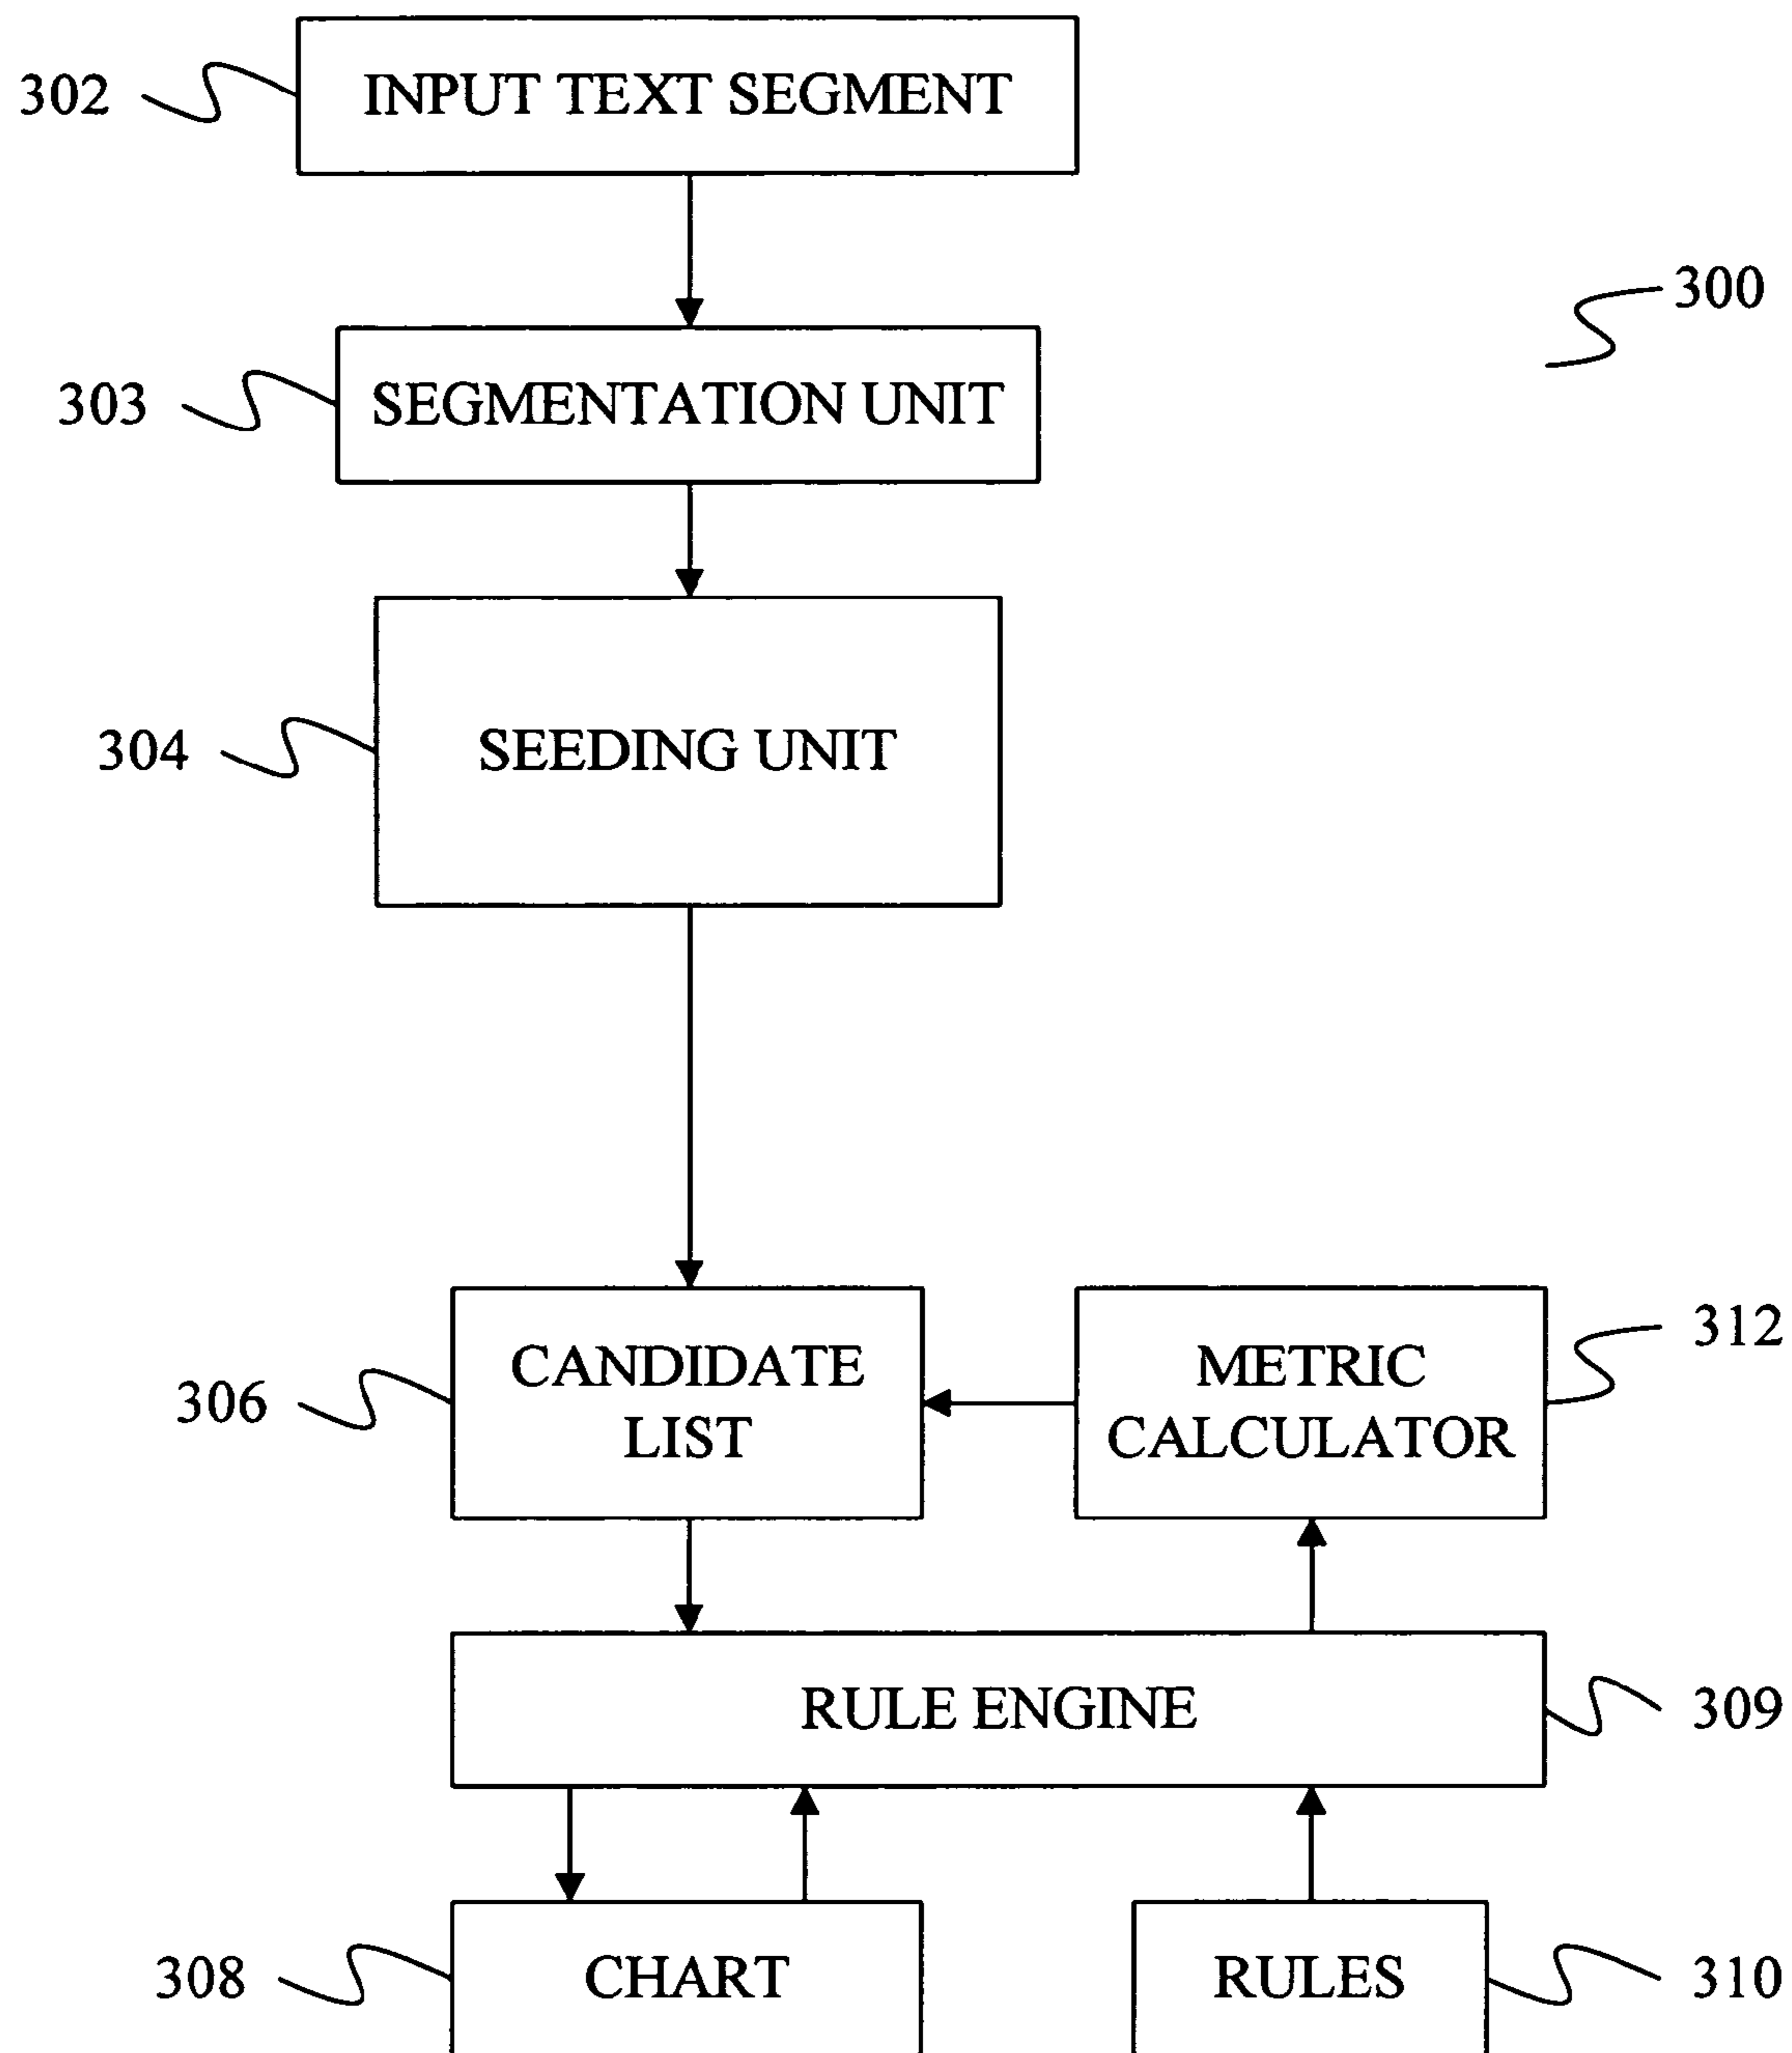 302
INPUT TEXT SEGMENT
300
303
SEGMENTATION UNIT
304
SEEDING UNIT
306
CANDIDATE
LIST
METRIC
CALCULATOR
312
RULE ENGINE
309
308
CHART
RULES
310